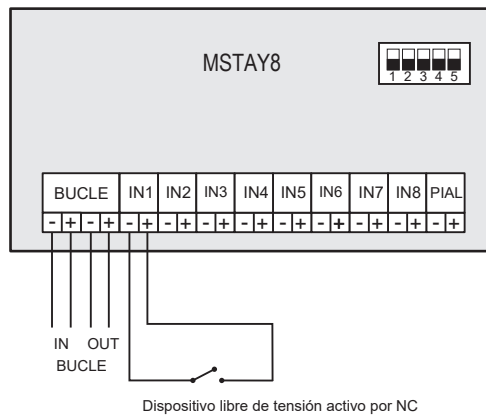 MSTAY8
1 2 3 4 5
BUCLE IN1 IN2 IN3 IN4 IN5 IN6 IN7 IN8 PIAL
- + - + - + - + - + - + - + - + - + - + - +
IN OUT
BUCLE
Dispositivo libre de tensión activo por NC